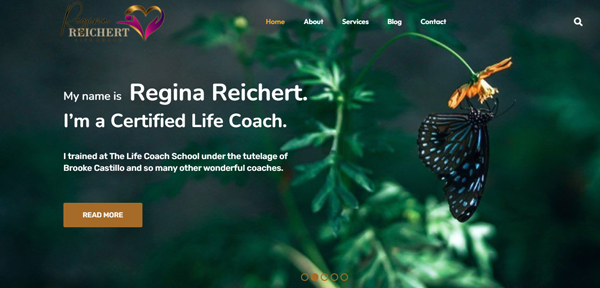 Regina
REICHERT
Home
About
Services
Blog
Contact
My name is Regina Reichert.
I'm a Certified Life Coach.
I trained at The Life Coach School under the tutelage of
Brooke Castillo and so many other wonderful coaches.
READ MORE